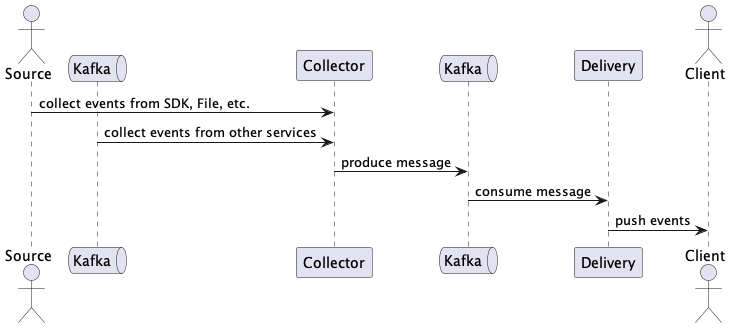 Source
Kafka
Collector
Kafka
Delivery
Client
collect events from SDK, File, etc.
collect events from other services
produce message
consume message
push events
Source
Kafka
Collector
Kafka
Delivery
Client